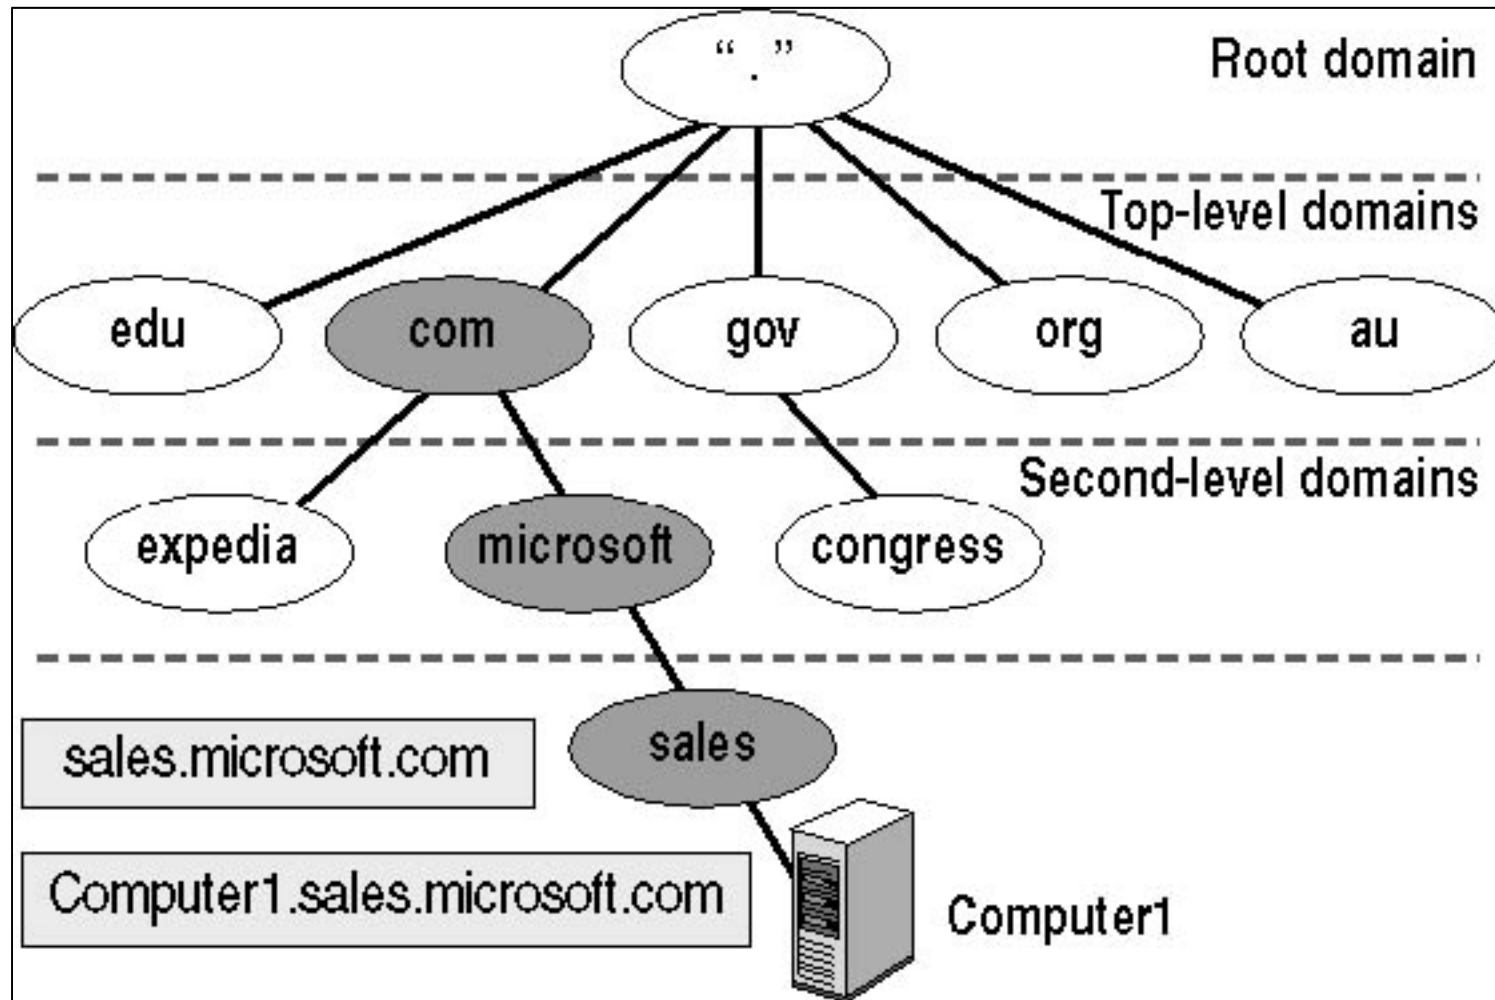 “ . ”
Root domain
Top-level domains
edu
com
gov
org
au
Second-level domains
expedia
microsoft
congress
sales
sales.microsoft.com
Computer1.sales.microsoft.com
Computer1